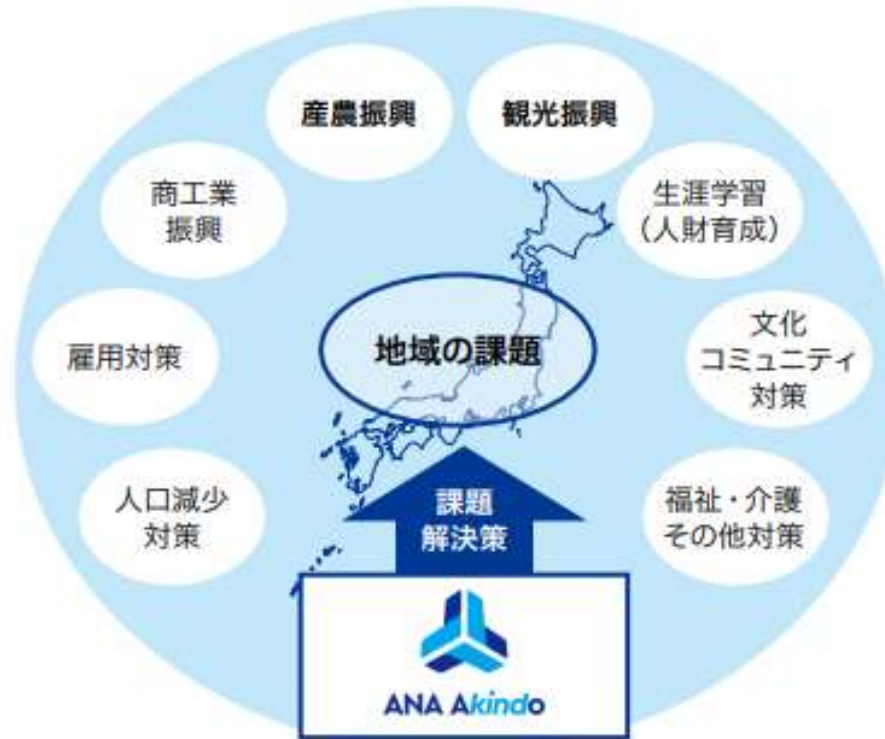 産農振興
観光振興
商工業
振興
生涯学習
（人財育成）
雇用対策
地域の課題
文化
コミュニティ
対策
人口減少
対策
課題
解決策
福祉・介護
その他対策
ANA Akindo